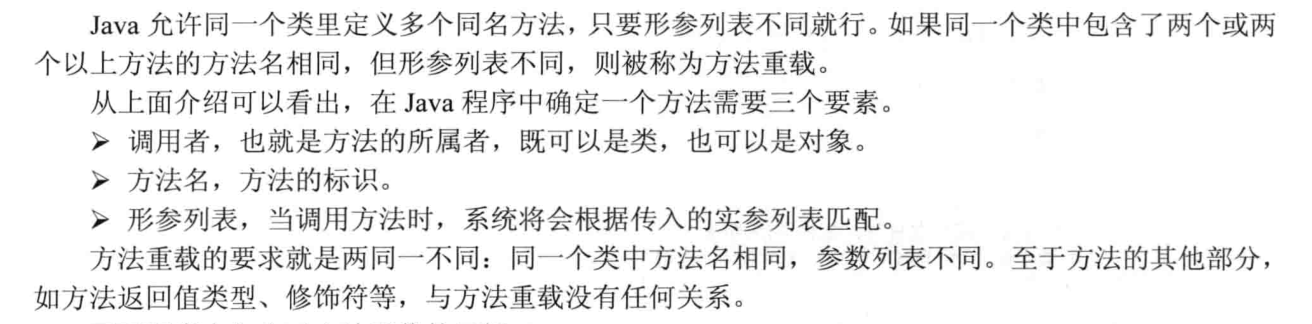 Java 允许同一个类里定义多个同名方法，只要形参列表不同就行。如果同一个类中包含了两个或两
个以上方法的方法名相同，但形参列表不同，则被称为方法重载。
从上面介绍可以看出，在 Java 程序中确定一个方法需要三个要素。
➢ 调用者，也就是方法的所属者，既可以是类，也可以是对象。
➢ 方法名，方法的标识。
➢ 形参列表，当调用方法时，系统将会根据传入的实参列表匹配。
方法重载的要求就是两同一不同：同一个类中方法名相同，参数列表不同。至于方法的其他部分，
如方法返回值类型、修饰符等，与方法重载没有任何关系。